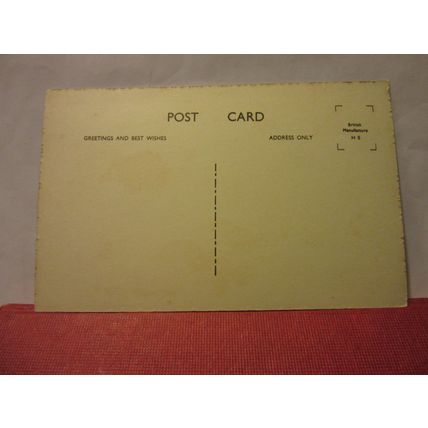 POST CARD
GREETINGS AND BEST WISHES
ADDRESS ONLY
British
Manufacture
H B